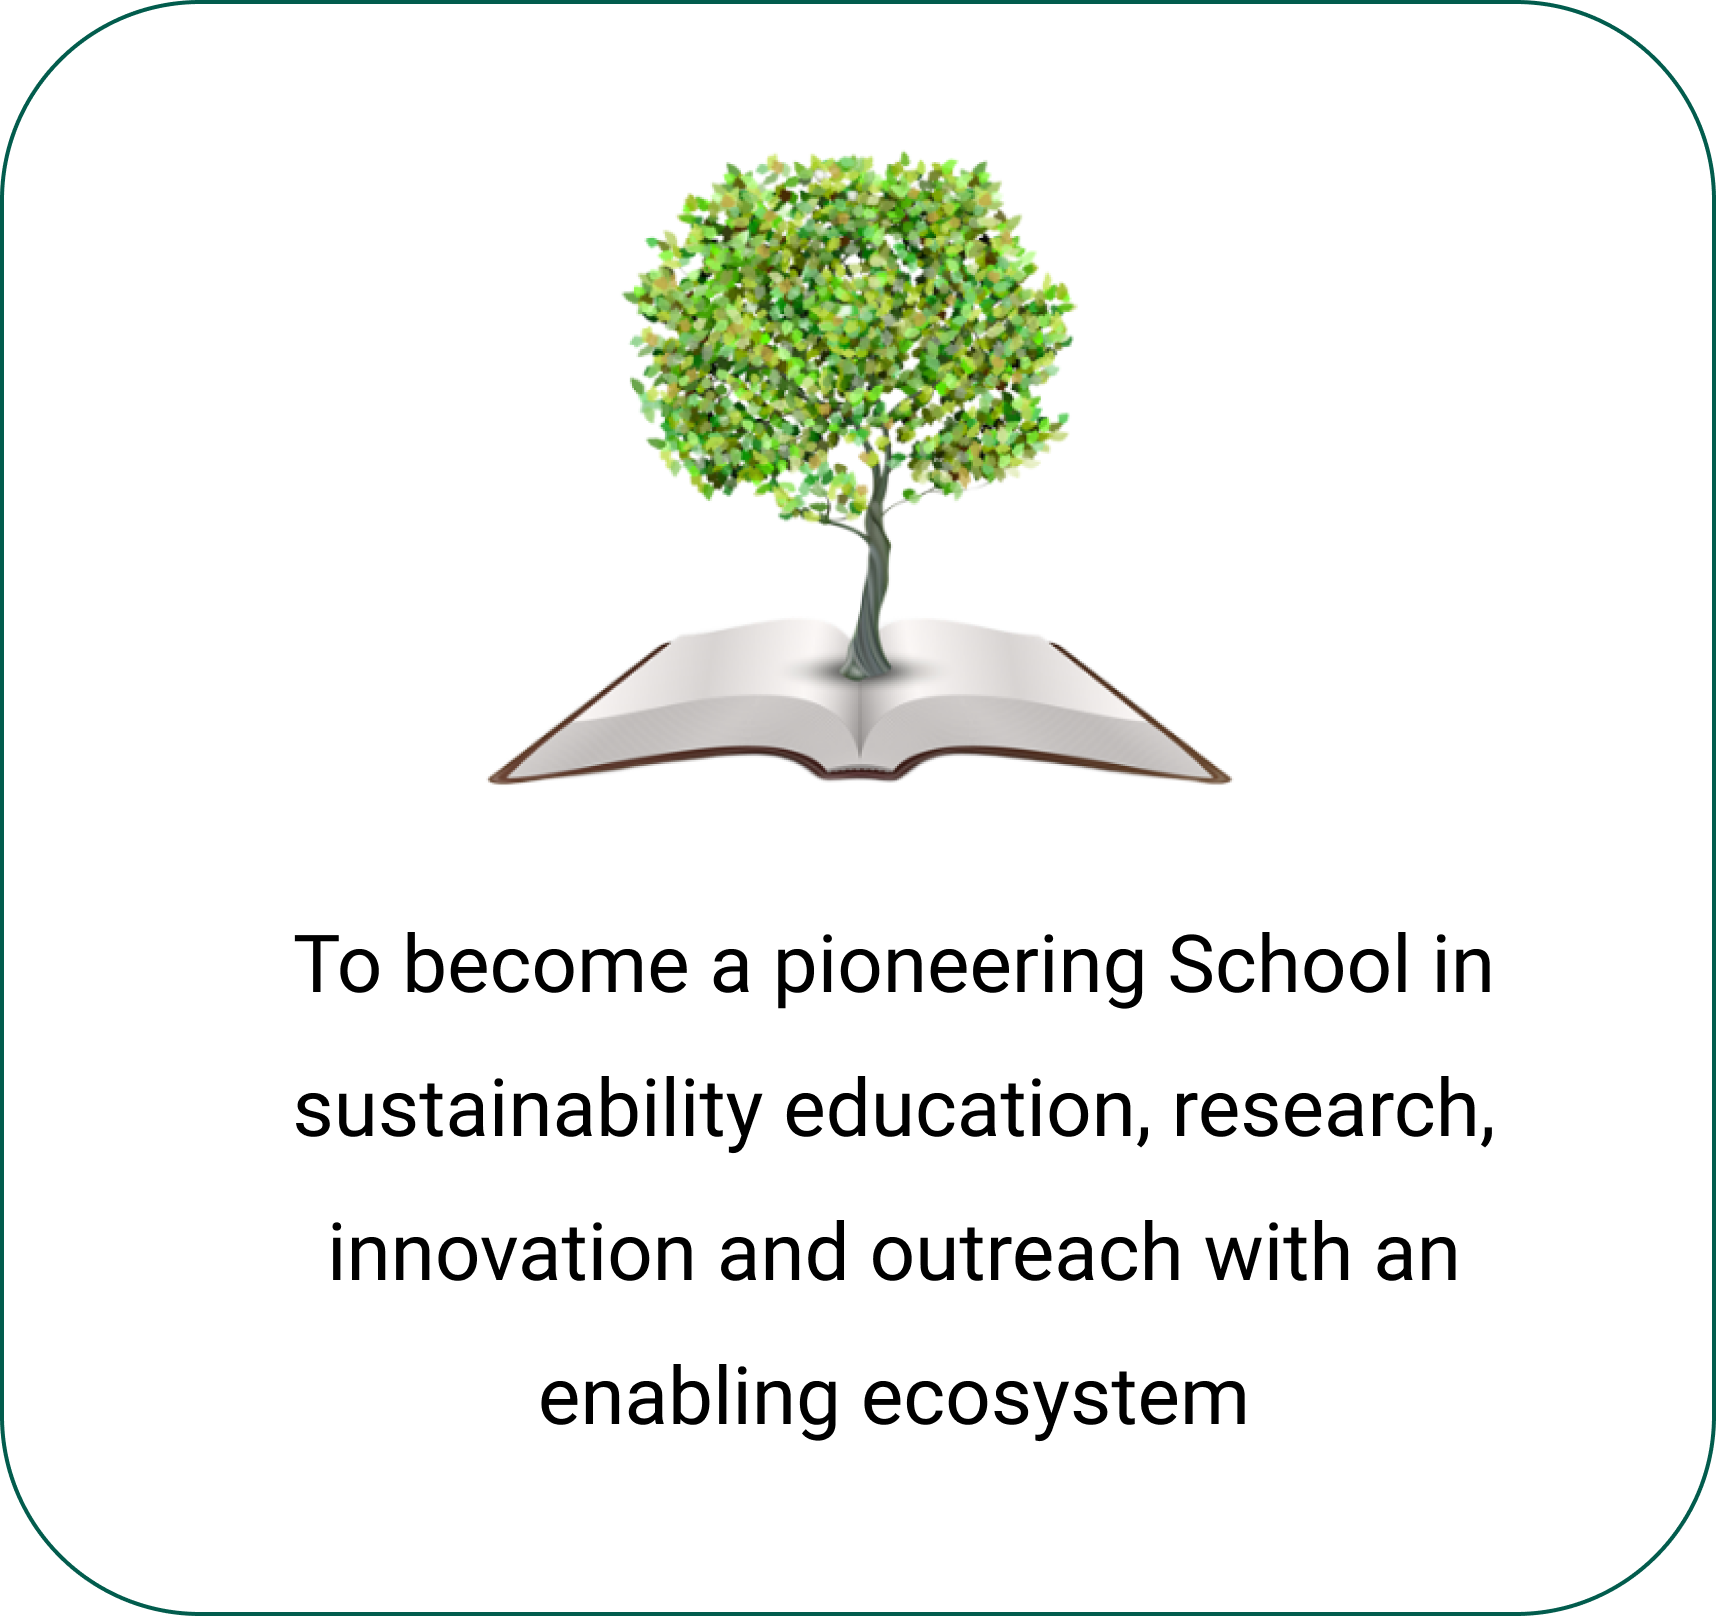 To become a pioneering School in
sustainability education, research,
innovation and outreach with an
enabling ecosystem